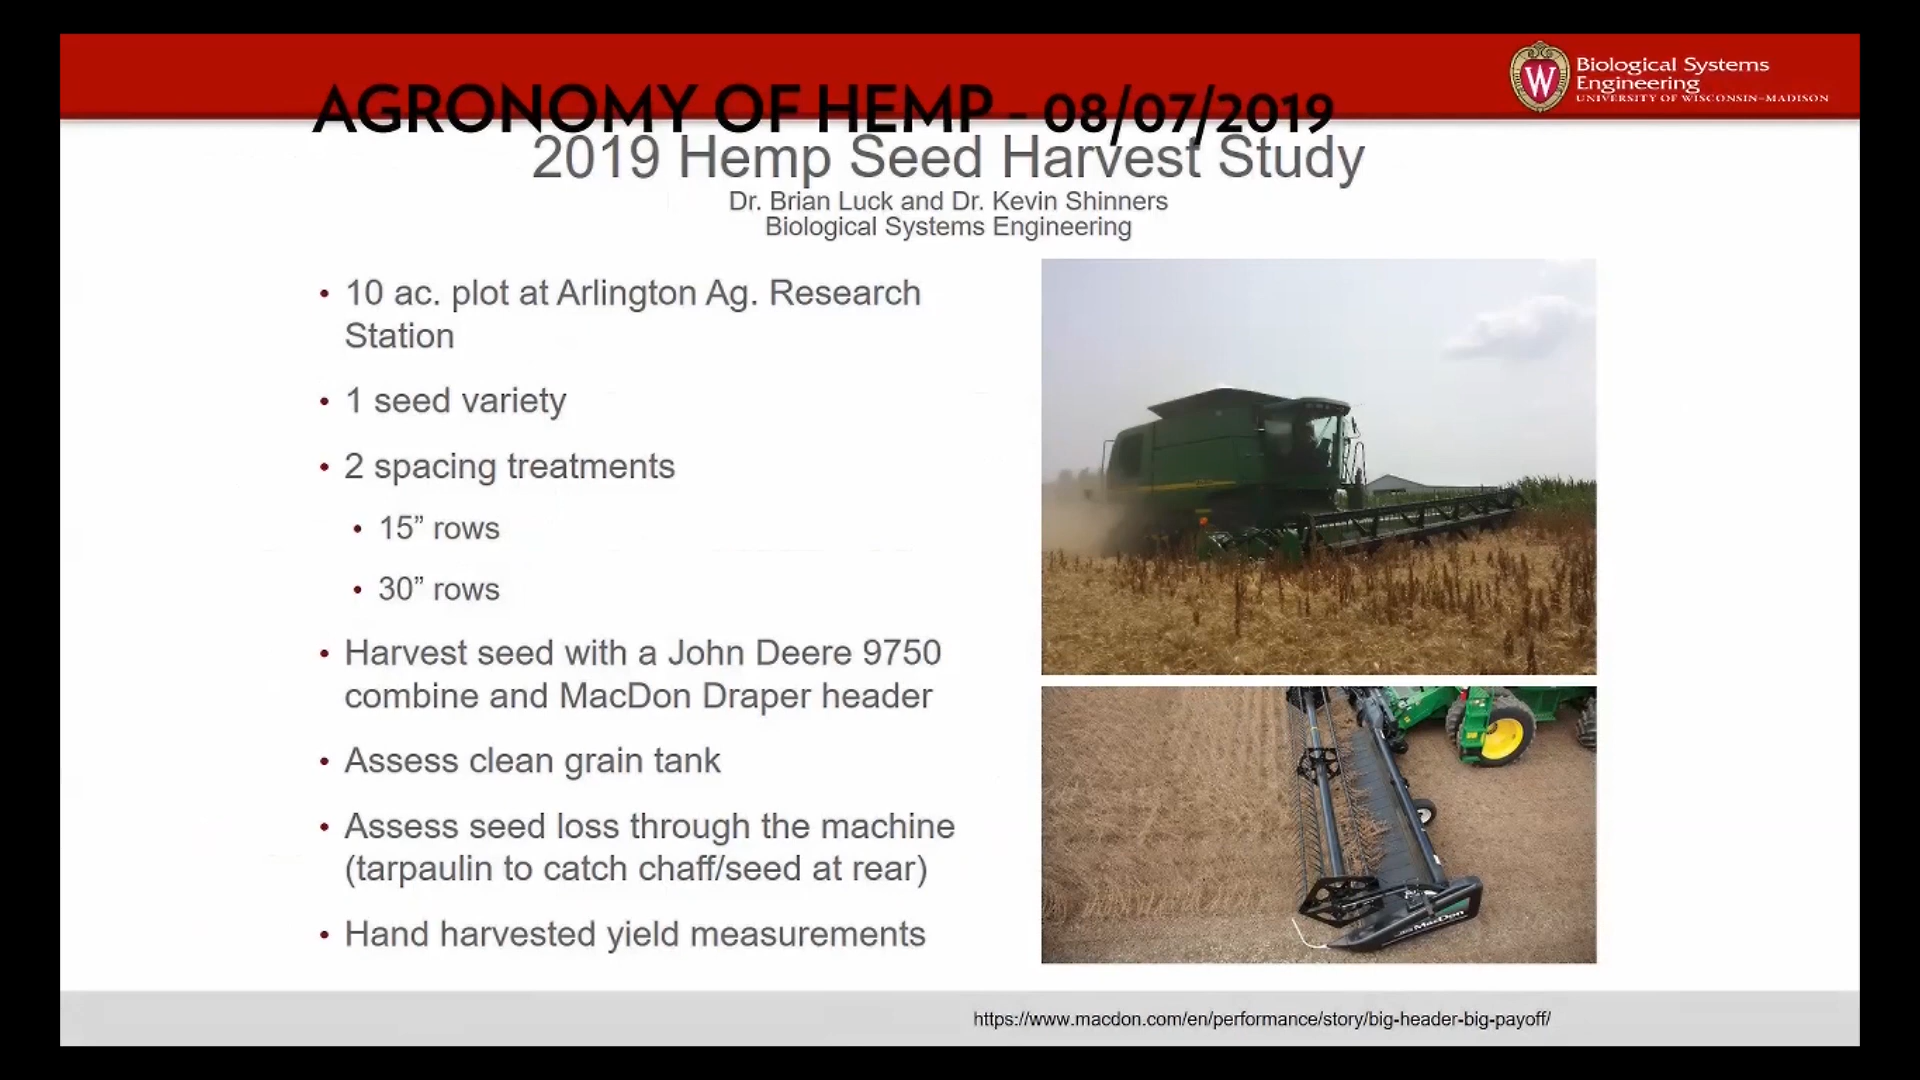 Biological Systems
Engineering
UNIVERSITY OF WISCONSIN–MADISON
W
AGRONOMY OF HEMP - 08/07/2019
2019 Hemp Seed Harvest Study
Dr. Brian Luck and Dr. Kevin Shinners
Biological Systems Engineering
• 10 ac. plot at Arlington Ag. Research
Station
• 1 seed variety
• 2 spacing treatments
• 15” rows
• 30” rows
• Harvest seed with a John Deere 9750
combine and MacDon Draper header
• Assess clean grain tank
• Assess seed loss through the machine
(tarpaulin to catch chaff/seed at rear)
• Hand harvested yield measurements
MacDon
https://www.macdon.com/en/performance/story/big-header-big-payoff/